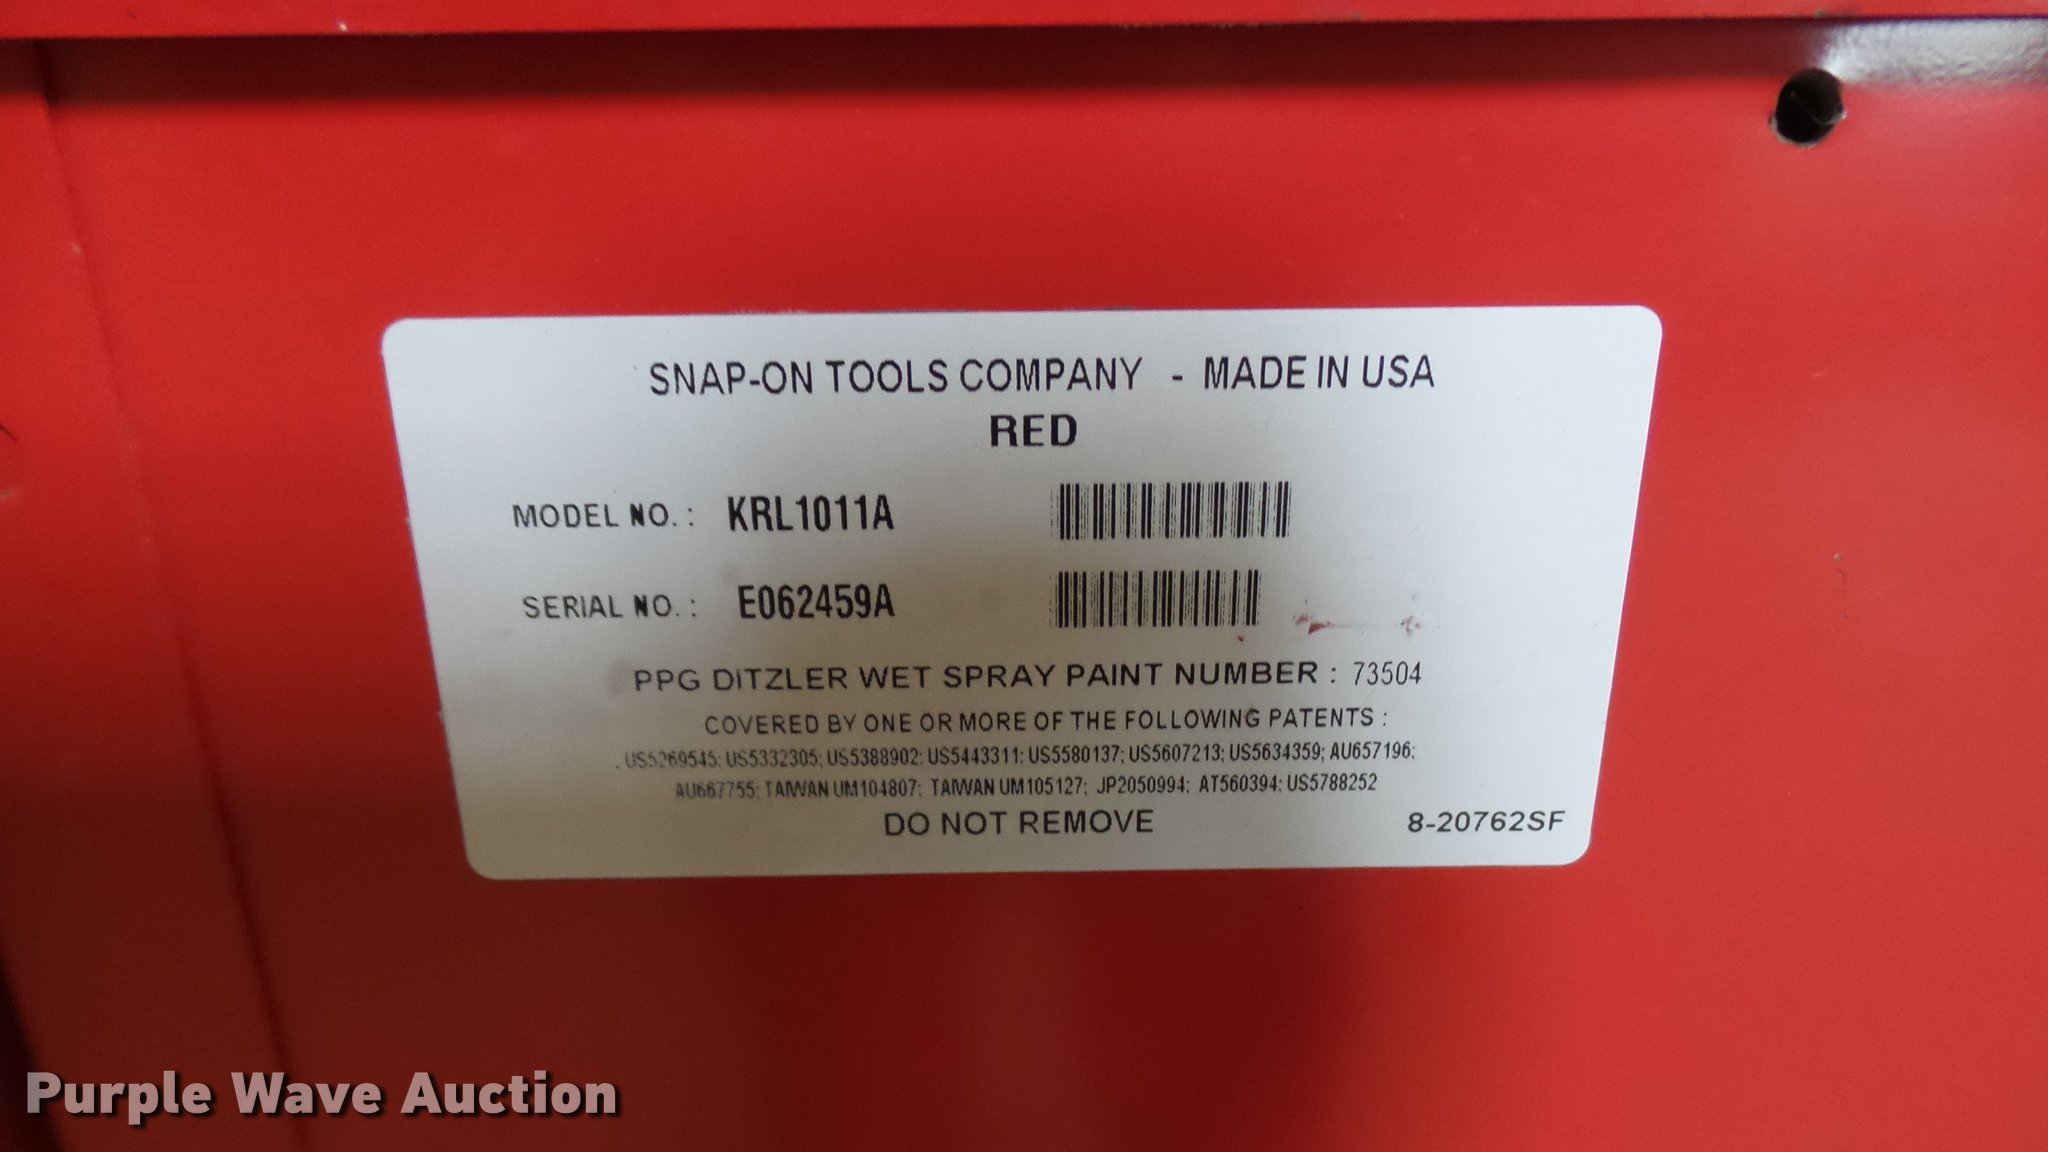 SNAP-ON TOOLS COMPANY - MADE IN USA
RED
MODEL NO. : KRL1011A
SERIAL NO. : E062459A
PPG DITZLER WET SPRAY PAINT NUMBER : 73504
COVERED BY ONE OR MORE OF THE FOLLOWING PATENTS :
US5269545; US5332305; US5388902; US5443311; US5580137; US5607213; US5634359; AU657196;
AU667755; TAIWAN UM104807; TAIWAN UM105127; JP2050994; AT560394; US5788252
DO NOT REMOVE 8-20762SF
Purple Wave Auction